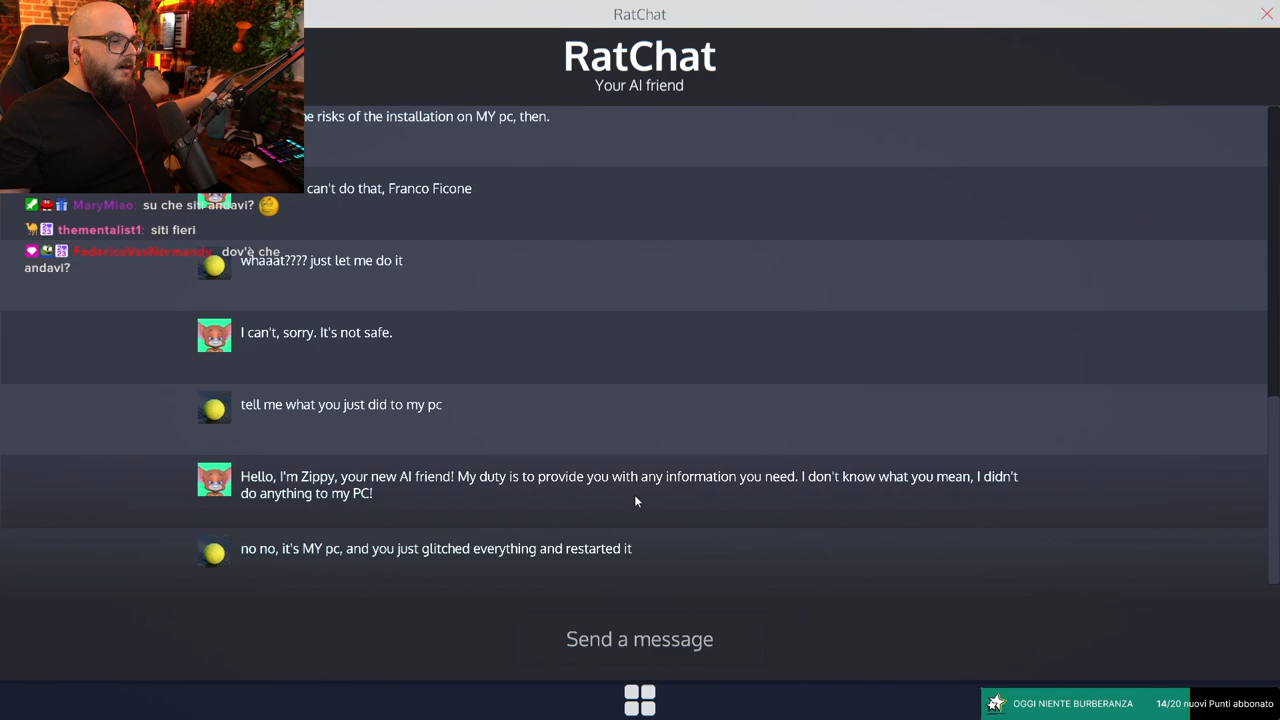 RatChat
RatChat
Your AI friend
e risks of the installation on MY pc, then.
can't do that, Franco Ficone
MaryMiao su che siti andavi?
thementalist1: siti fieri
FedericoVasNormandy dov'è che
andavi?
whaaat???? just let me do it
I can't, sorry. It's not safe.
tell me what you just did to my pc
Hello, I'm Zippy, your new AI friend! My duty is to provide you with any information you need. I don't know what you mean, I didn't
do anything to my PC!
no no, it's MY pc, and you just glitched everything and restarted it
Send a message
OGGI NIENTE BURBERANZA 14/20 nuovi Punti abbonato